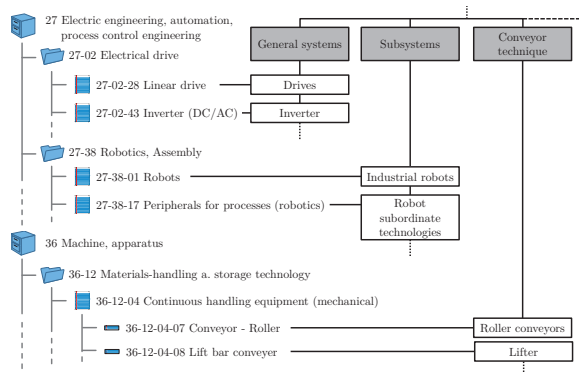 27 Electric engineering, automation,
process control engineering
27-02 Electrical drive
27-02-28 Linear drive
27-02-43 Inverter (DC/AC)
27-38 Robotics, Assembly
27-38-01 Robots
27-38-17 Peripherals for processes (robotics)
36 Machine, apparatus
36-12 Materials-handling a. storage technology
36-12-04 Continuous handling equipment (mechanical)
36-12-04-07 Conveyor - Roller
36-12-04-08 Lift bar conveyer
General systems
Drives
Inverter
Subsystems
Industrial robots
Robot
subordinate
technologies
Conveyor
technique
Roller conveyors
Lifter